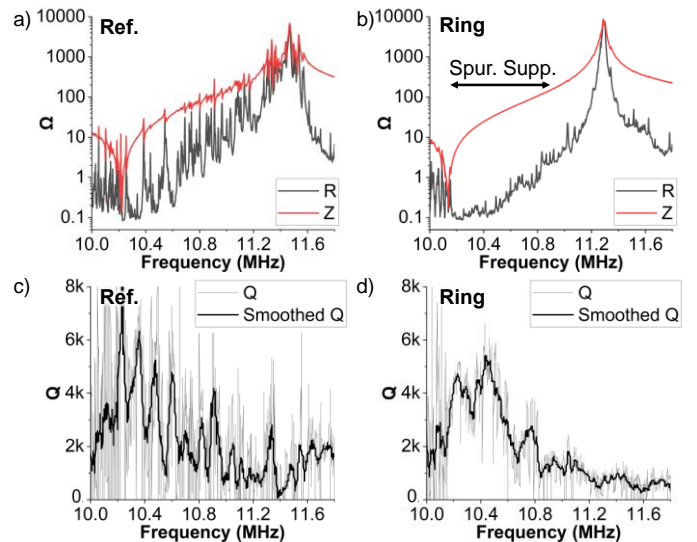 a) Ref.
Ω
10000
1000
100
10
1
0.1
R
Z
10.0 10.4 10.8 11.2 11.6
Frequency (MHz)
b) Ring
Spur. Supp.
Ω
10000
1000
100
10
1
0.1
R
Z
10.0 10.4 10.8 11.2 11.6
Frequency (MHz)
c) Ref.
Q
8k
6k
4k
2k
0
Q
Smoothed Q
10.0 10.4 10.8 11.2 11.6
Frequency (MHz)
d) Ring
Q
8k
6k
4k
2k
0
Q
Smoothed Q
10.0 10.4 10.8 11.2 11.6
Frequency (MHz)